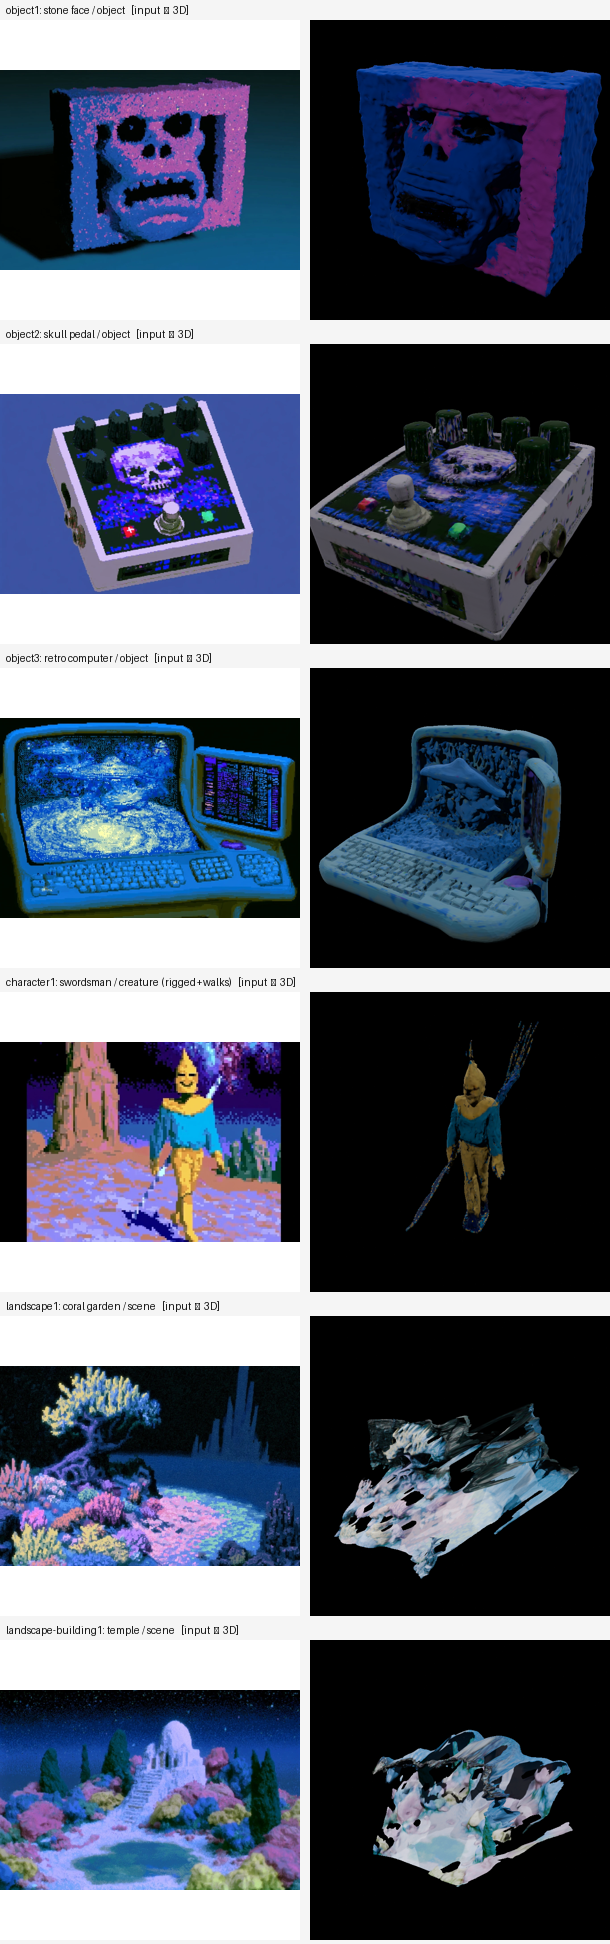 object1: stone face / object [input ▯ 3D]
object2: skull pedal / object [input ▯ 3D]
object3: retro computer / object [input ▯ 3D]
character1: swordsman / creature (rigged+walks) [input ▯ 3D]
landscape1: coral garden / scene [input ▯ 3D]
landscape-building1: temple / scene [input ▯ 3D]